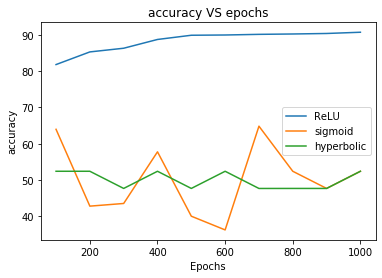 accuracy VS epochs
90
80
70
60
50
40
accuracy
ReLU
sigmoid
hyperbolic
200
400
600
800
1000
Epochs